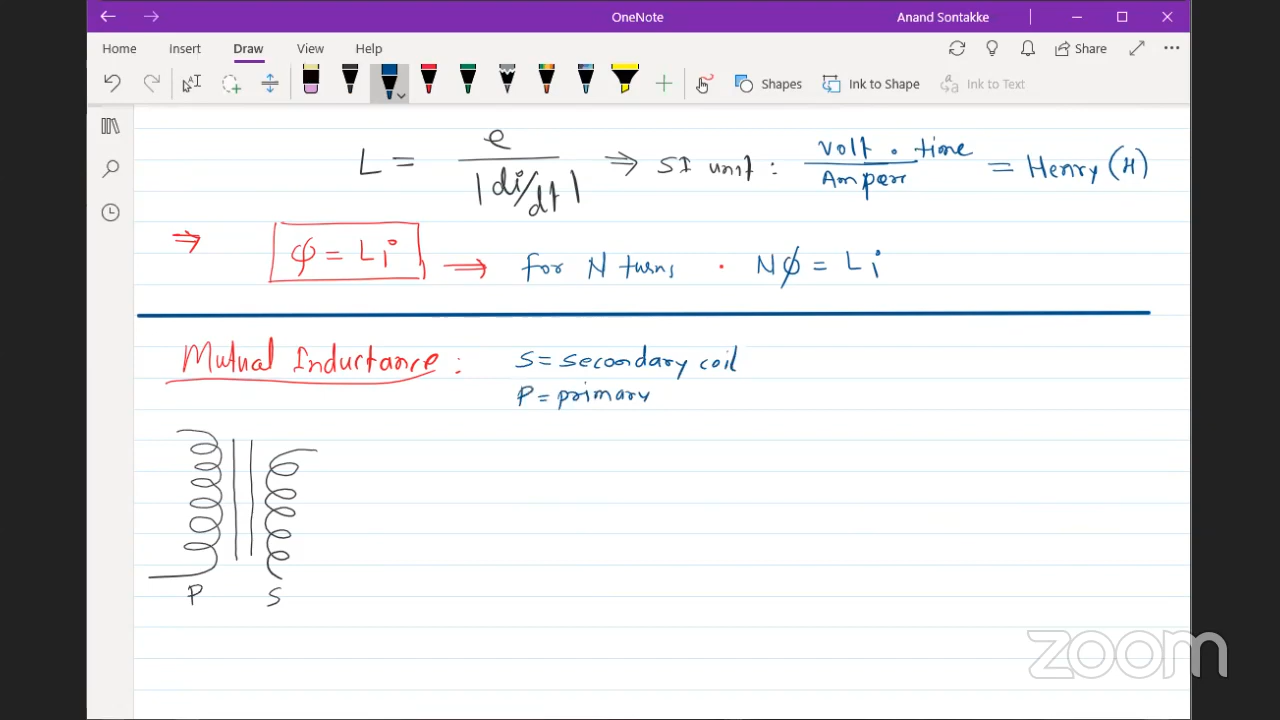 OneNote
Anand Sontakke
Home Insert Draw View Help
Share
Shapes Ink to Shape Ink to Text
L = e / |di/dt| ⇒ SI unit : volt . time / Amperr = Henry (H)
⇒ φ = Li ⇒ for N turns . Nφ = Li
Mutual Inductance :
S = secondary coil
P = primary
P S
zoom